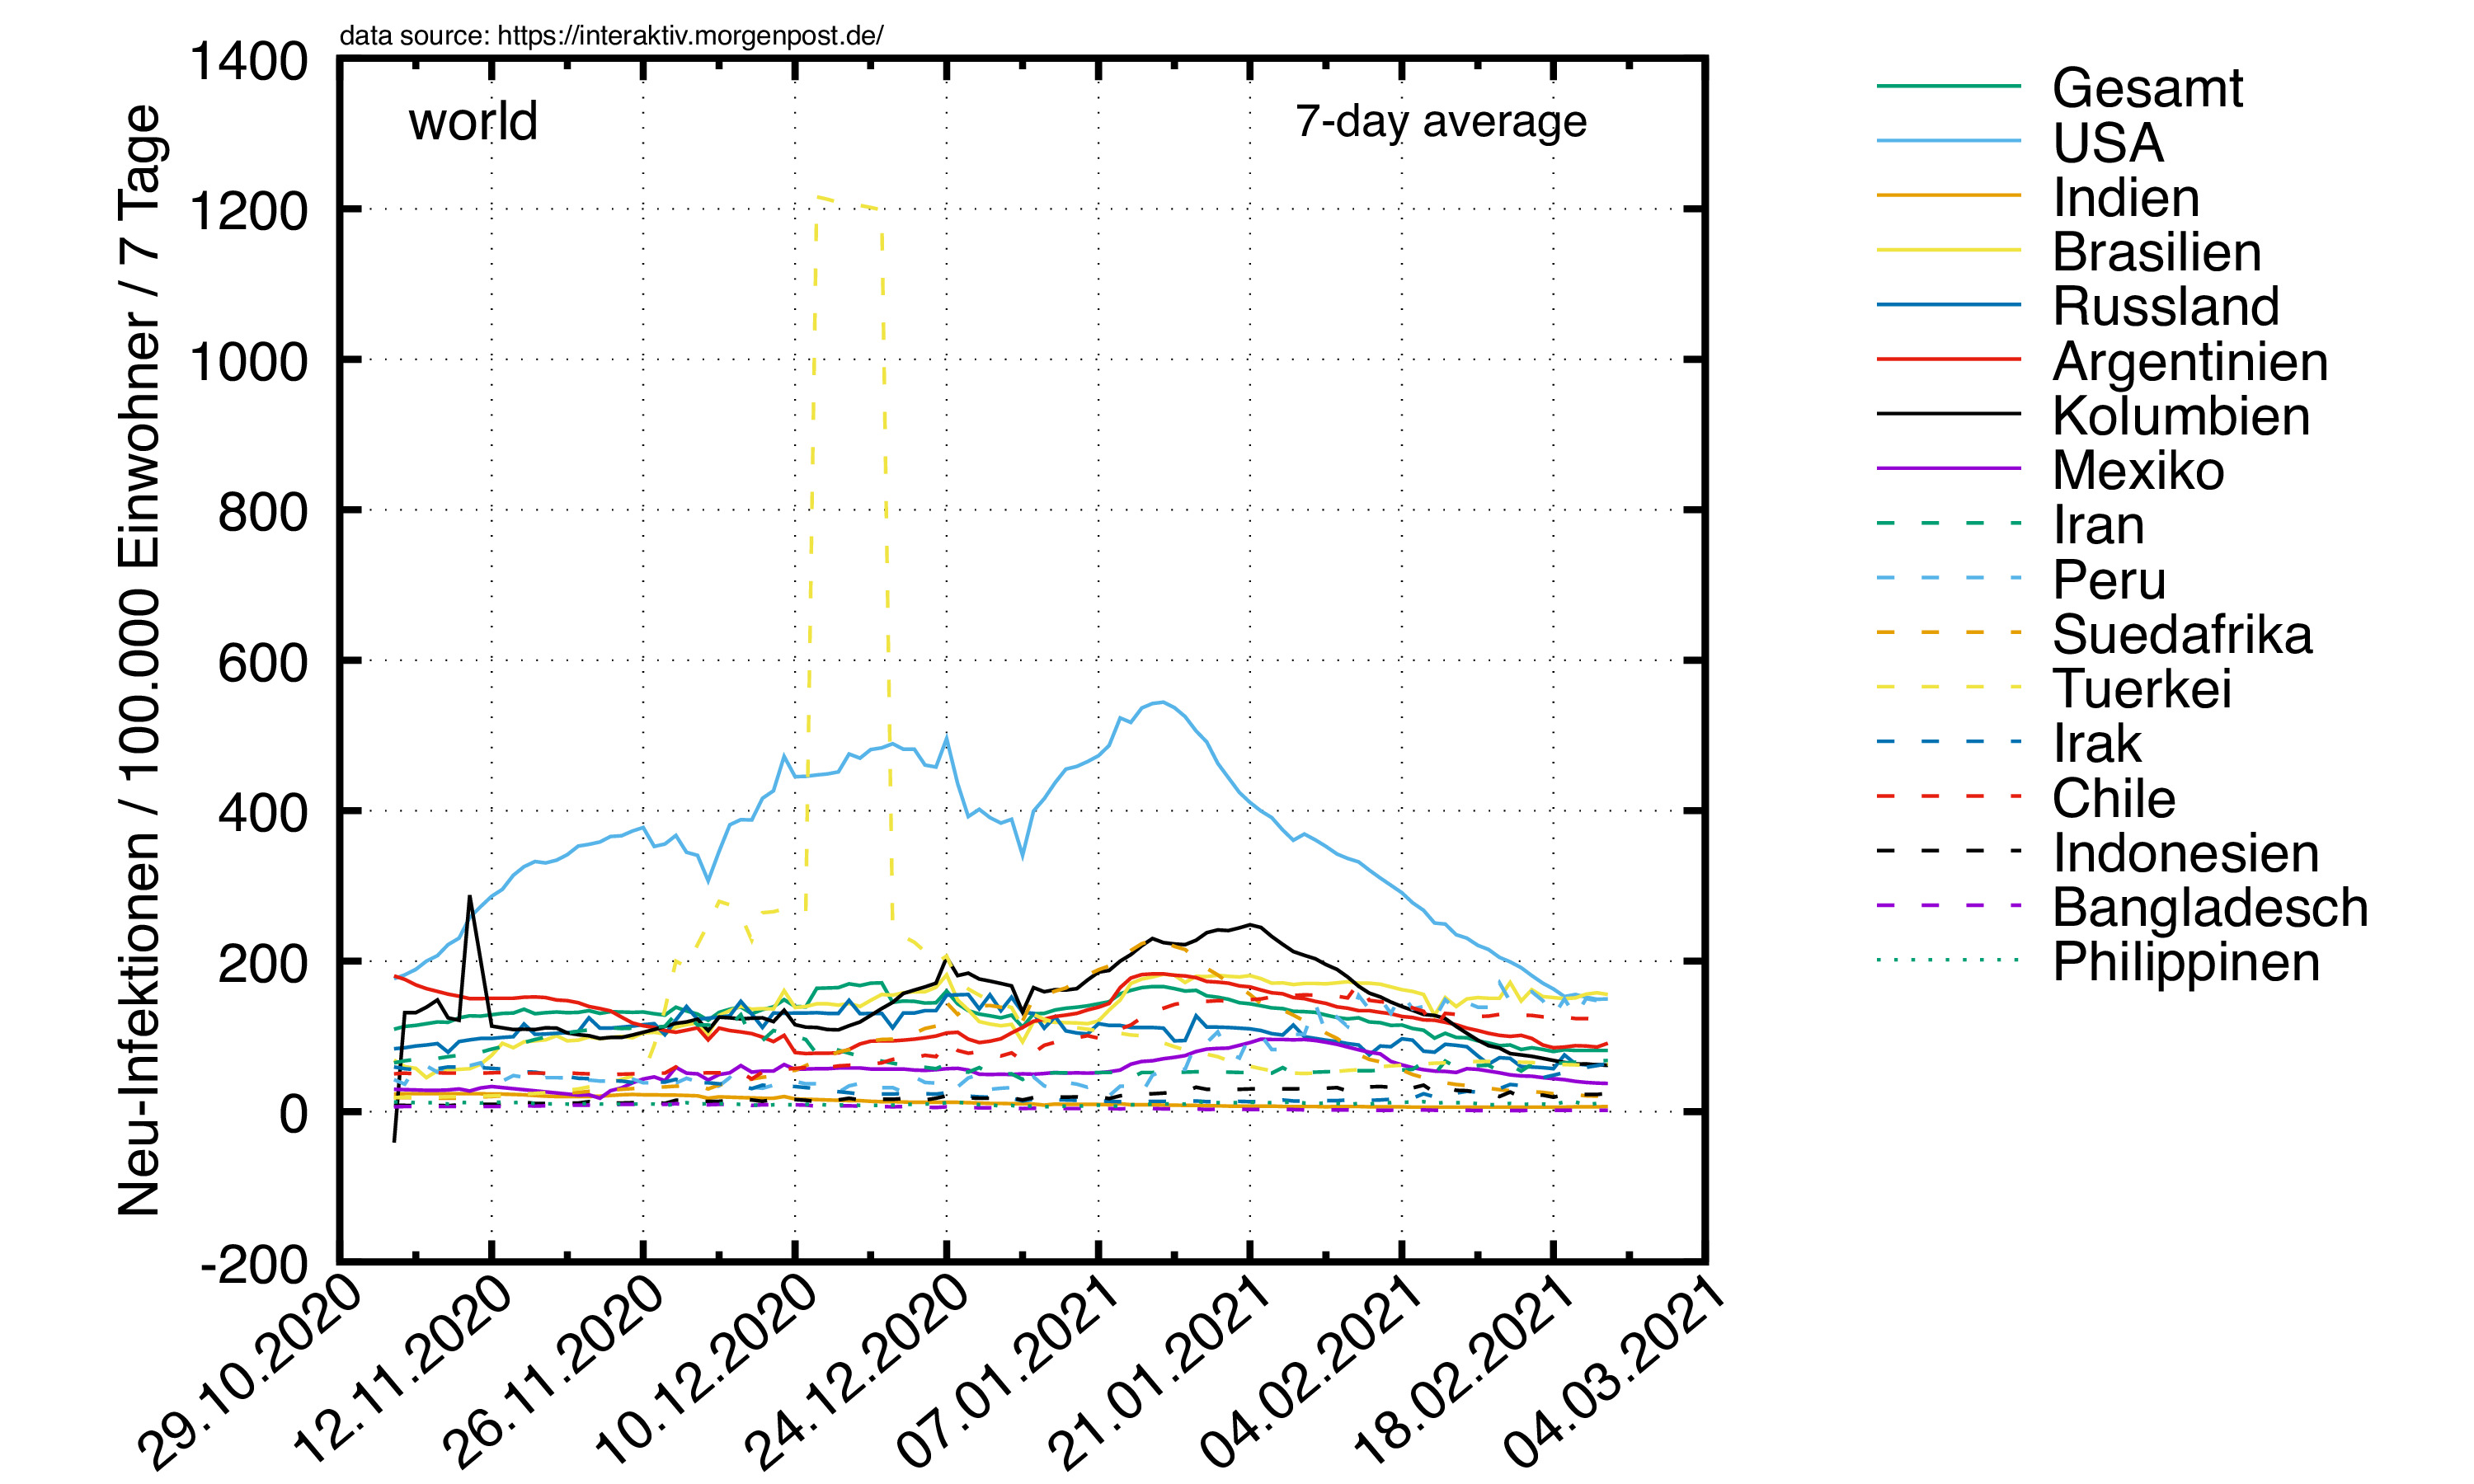 data source: https://interaktiv.morgenpost.de/
world
7-day average
Neu-Infektionen / 100.000 Einwohner / 7 Tage
1400
1200
1000
800
600
400
200
0
-200
29.10.2020
12.11.2020
26.11.2020
10.12.2020
24.12.2020
07.01.2021
21.01.2021
04.02.2021
18.02.2021
04.03.2021
Gesamt
USA
Indien
Brasilien
Russland
Argentinien
Kolumbien
Mexiko
Iran
Peru
Suedafrika
Tuerkei
Irak
Chile
Indonesien
Bangladesch
Philippinen